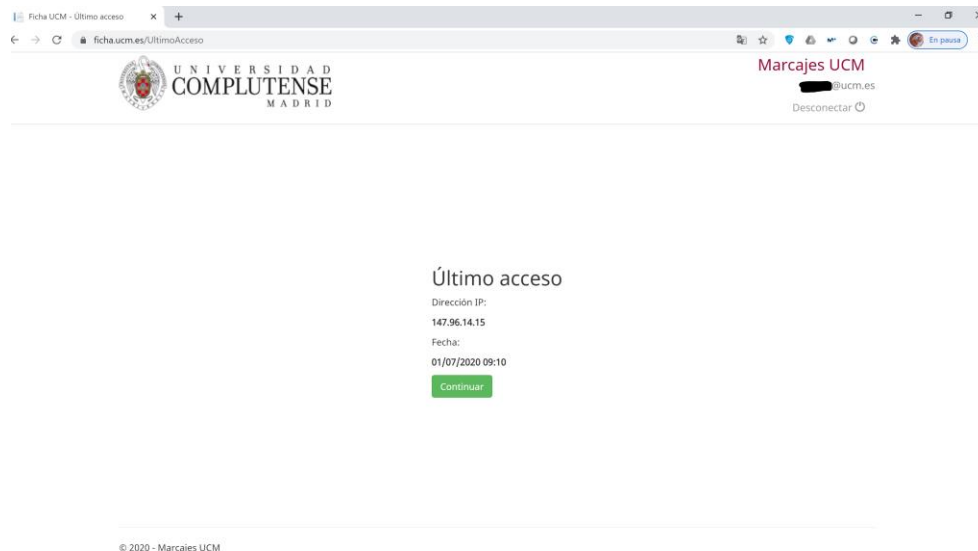 Ficha UCM - Último acceso
ficha.ucm.es/UltimoAcceso
En pausa
UNIVERSIDAD
COMPLUTENSE
MADRID
Marcajes UCM
@ucm.es
Desconectar
Último acceso
Dirección IP:
147.96.14.15
Fecha:
01/07/2020 09:10
Continuar
© 2020 - Marcajes UCM